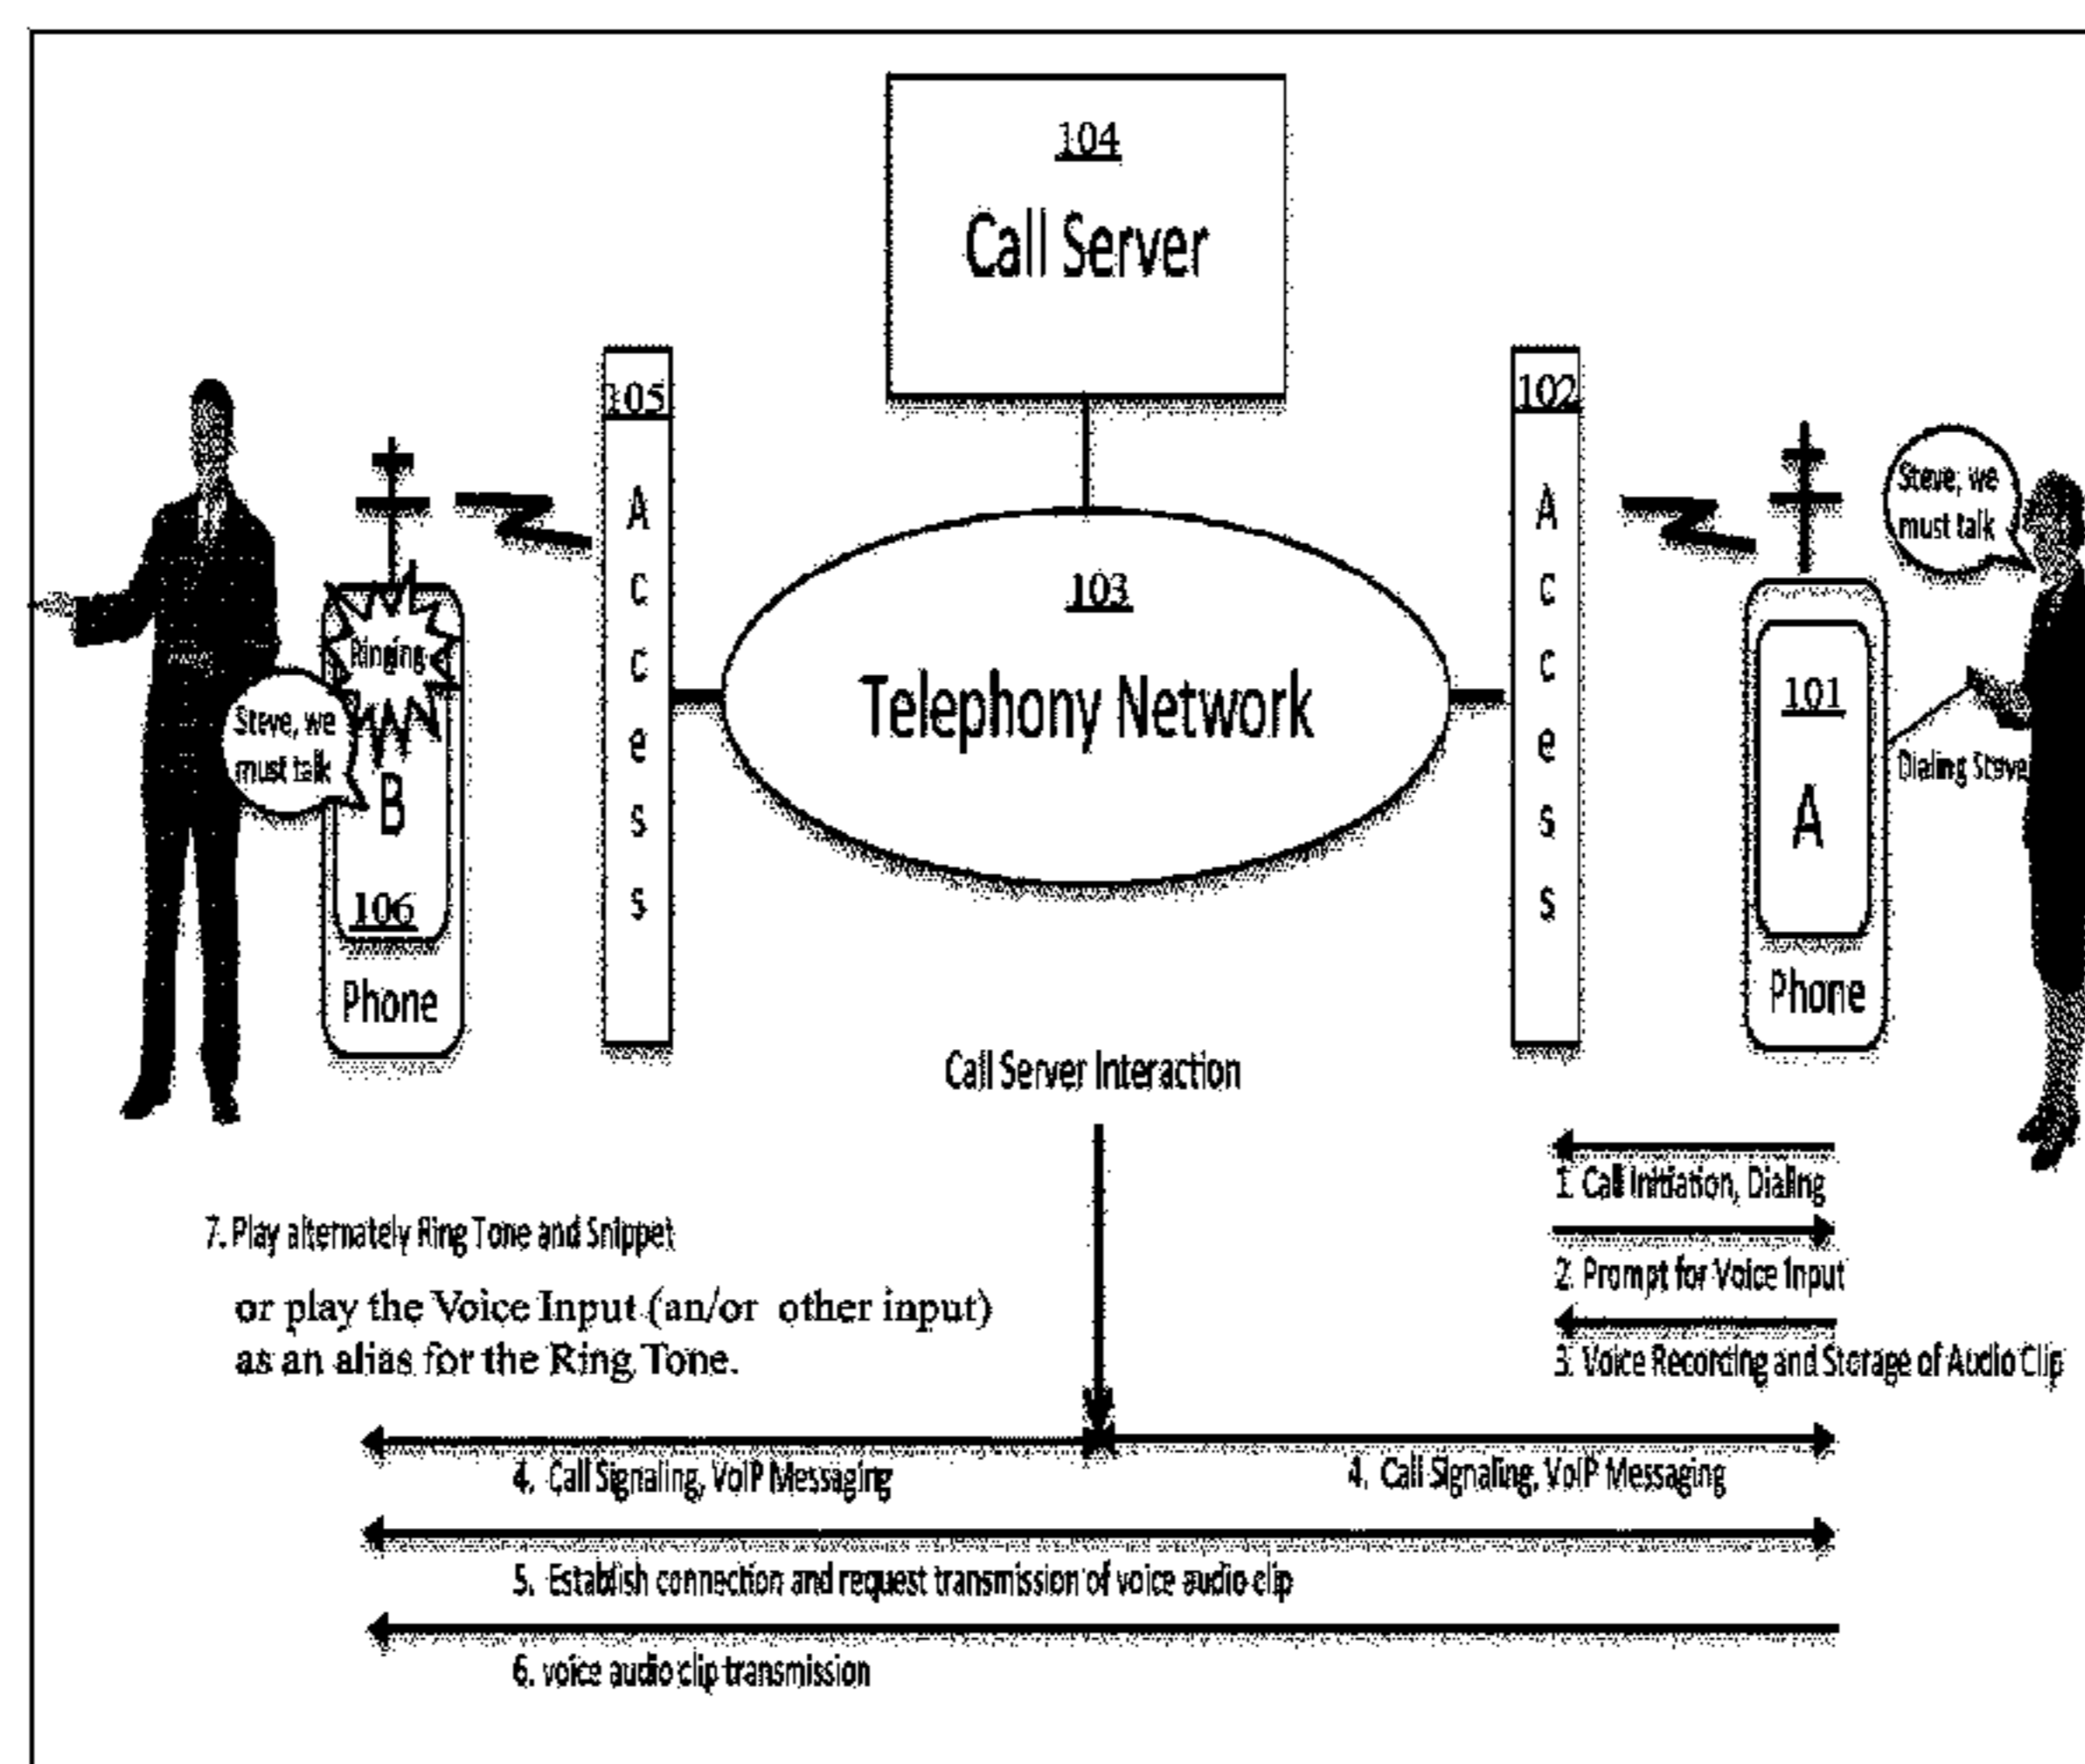 104
Call Server
105
102
A
c
c
e
s
s
A
c
c
e
s
s
Steve, we
must talk
103
Telephony Network
Ringing
Steve, we
must talk
B
106
Phone
101
A
Dialing Steve
Phone
Call Server Interaction
1. Call Initiation, Dialing
2. Prompt for Voice Input
3. Voice Recording and Storage of Audio Clip
7. Play alternately Ring Tone and Snippet
or play the Voice Input (an/or other input)
as an alias for the Ring Tone.
4. Call Signaling, VoIP Messaging
4. Call Signaling, VoIP Messaging
5. Establish connection and request transmission of voice audio clip
6. voice audio clip transmission